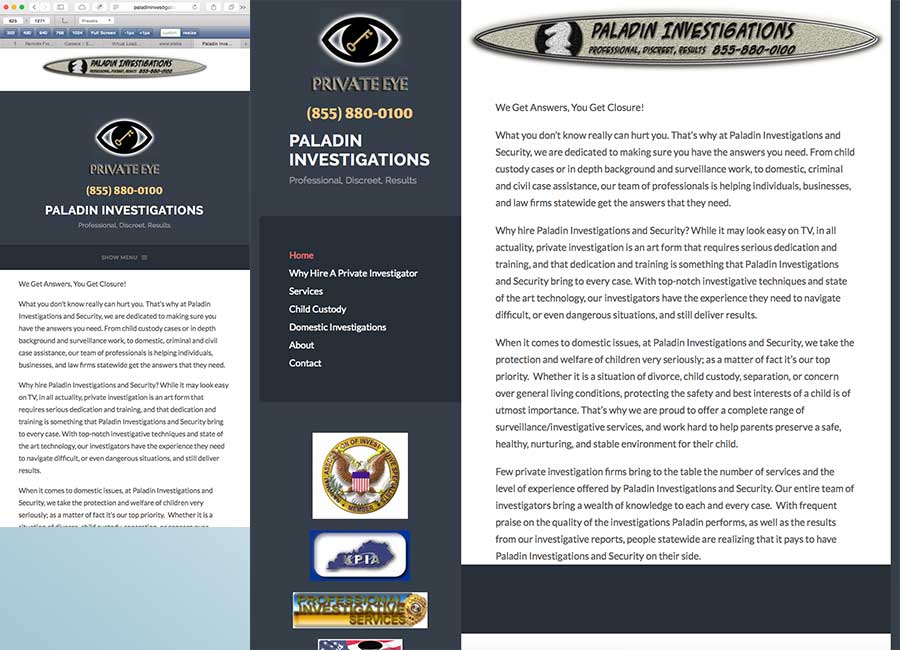 paladininvestigati
625
1271
Presets
320
480
640
768
1024
Full Screen
-1px
+1px
custom
resize
PALADIN INVESTIGATIONS
PROFESSIONAL, DISCREET, RESULTS 855-880-0100
PRIVATE EYE
(855) 880-0100
PALADIN INVESTIGATIONS
Professional, Discreet, Results
SHOW MENU
We Get Answers, You Get Closure!
What you don't know really can hurt you. That's why at Paladin
Investigations and Security, we are dedicated to making sure you
have the answers you need. From child custody cases or in depth
background and surveillance work, to domestic, criminal and civil
case assistance, our team of professionals is helping individuals,
businesses, and law firms statewide get the answers that they need.
Why hire Paladin Investigations and Security? While it may look easy
on TV, in all actuality, private investigation is an art form that
requires serious dedication and training, and that dedication and
training is something that Paladin Investigations and Security bring
to every case. With top-notch investigative techniques and state of
the art technology, our investigators have the experience they need
to navigate difficult, or even dangerous situations, and still deliver
results.
When it comes to domestic issues, at Paladin Investigations and
Security, we take the protection and welfare of children very
seriously; as a matter of fact it's our top priority.  Whether it is a
situation of divorce, child custody, separation, or concern over
PRIVATE EYE
(855) 880-0100
PALADIN
INVESTIGATIONS
Professional, Discreet, Results
Home
Why Hire A Private Investigator
Services
Child Custody
Domestic Investigations
About
Contact
MEMBER
KPIA
PROFESSIONAL
INVESTIGATIVE
SERVICES
PALADIN INVESTIGATIONS
PROFESSIONAL, DISCREET, RESULTS 855-880-0100
We Get Answers, You Get Closure!
What you don't know really can hurt you. That's why at Paladin Investigations and
Security, we are dedicated to making sure you have the answers you need. From child
custody cases or in depth background and surveillance work, to domestic, criminal
and civil case assistance, our team of professionals is helping individuals, businesses,
and law firms statewide get the answers that they need.
Why hire Paladin Investigations and Security? While it may look easy on TV, in all
actuality, private investigation is an art form that requires serious dedication and
training, and that dedication and training is something that Paladin Investigations
and Security bring to every case. With top-notch investigative techniques and state
of the art technology, our investigators have the experience they need to navigate
difficult, or even dangerous situations, and still deliver results.
When it comes to domestic issues, at Paladin Investigations and Security, we take the
protection and welfare of children very seriously; as a matter of fact it's our top
priority.  Whether it is a situation of divorce, child custody, separation, or concern
over general living conditions, protecting the safety and best interests of a child is of
utmost importance. That's why we are proud to offer a complete range of
surveillance/investigative services, and work hard to help parents preserve a safe,
healthy, nurturing, and stable environment for their child.
Few private investigation firms bring to the table the number of services and the
level of experience offered by Paladin Investigations and Security. Our entire team of
investigators bring a wealth of knowledge to each and every case.  With frequent
praise on the quality of the investigations Paladin performs, as well as the results
from our investigative reports, people statewide are realizing that it pays to have
Paladin Investigations and Security on their side.